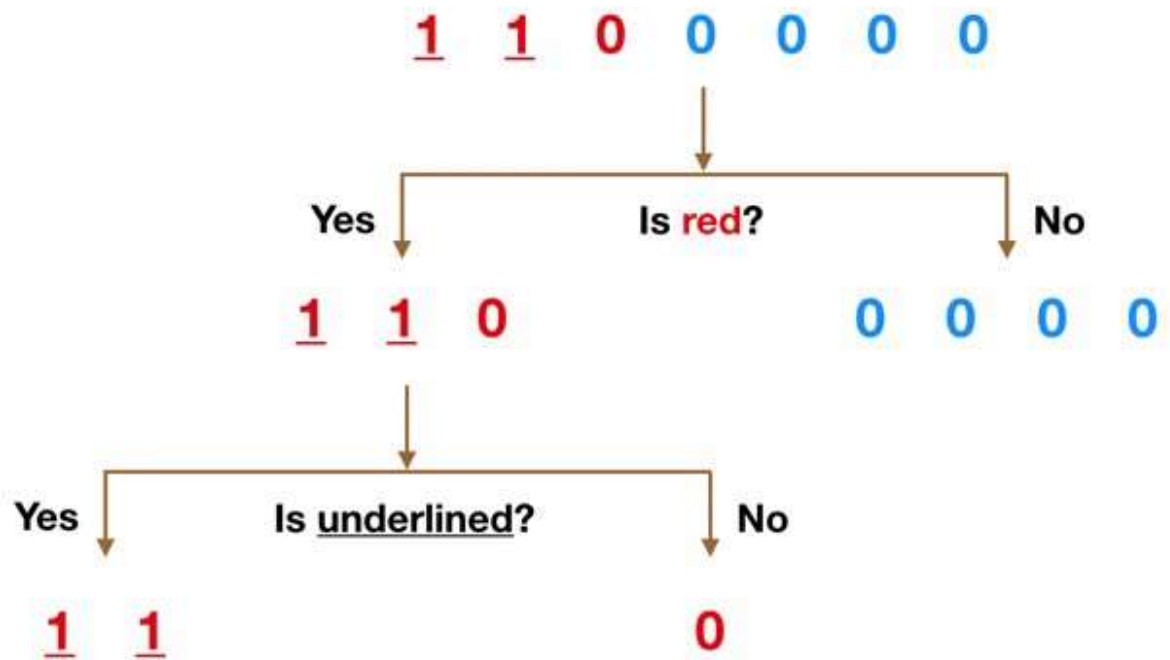 1 1 0 0 0 0 0
Yes Is red? No
1 1 0 0 0 0 0
Yes Is underlined? No
1 1 0